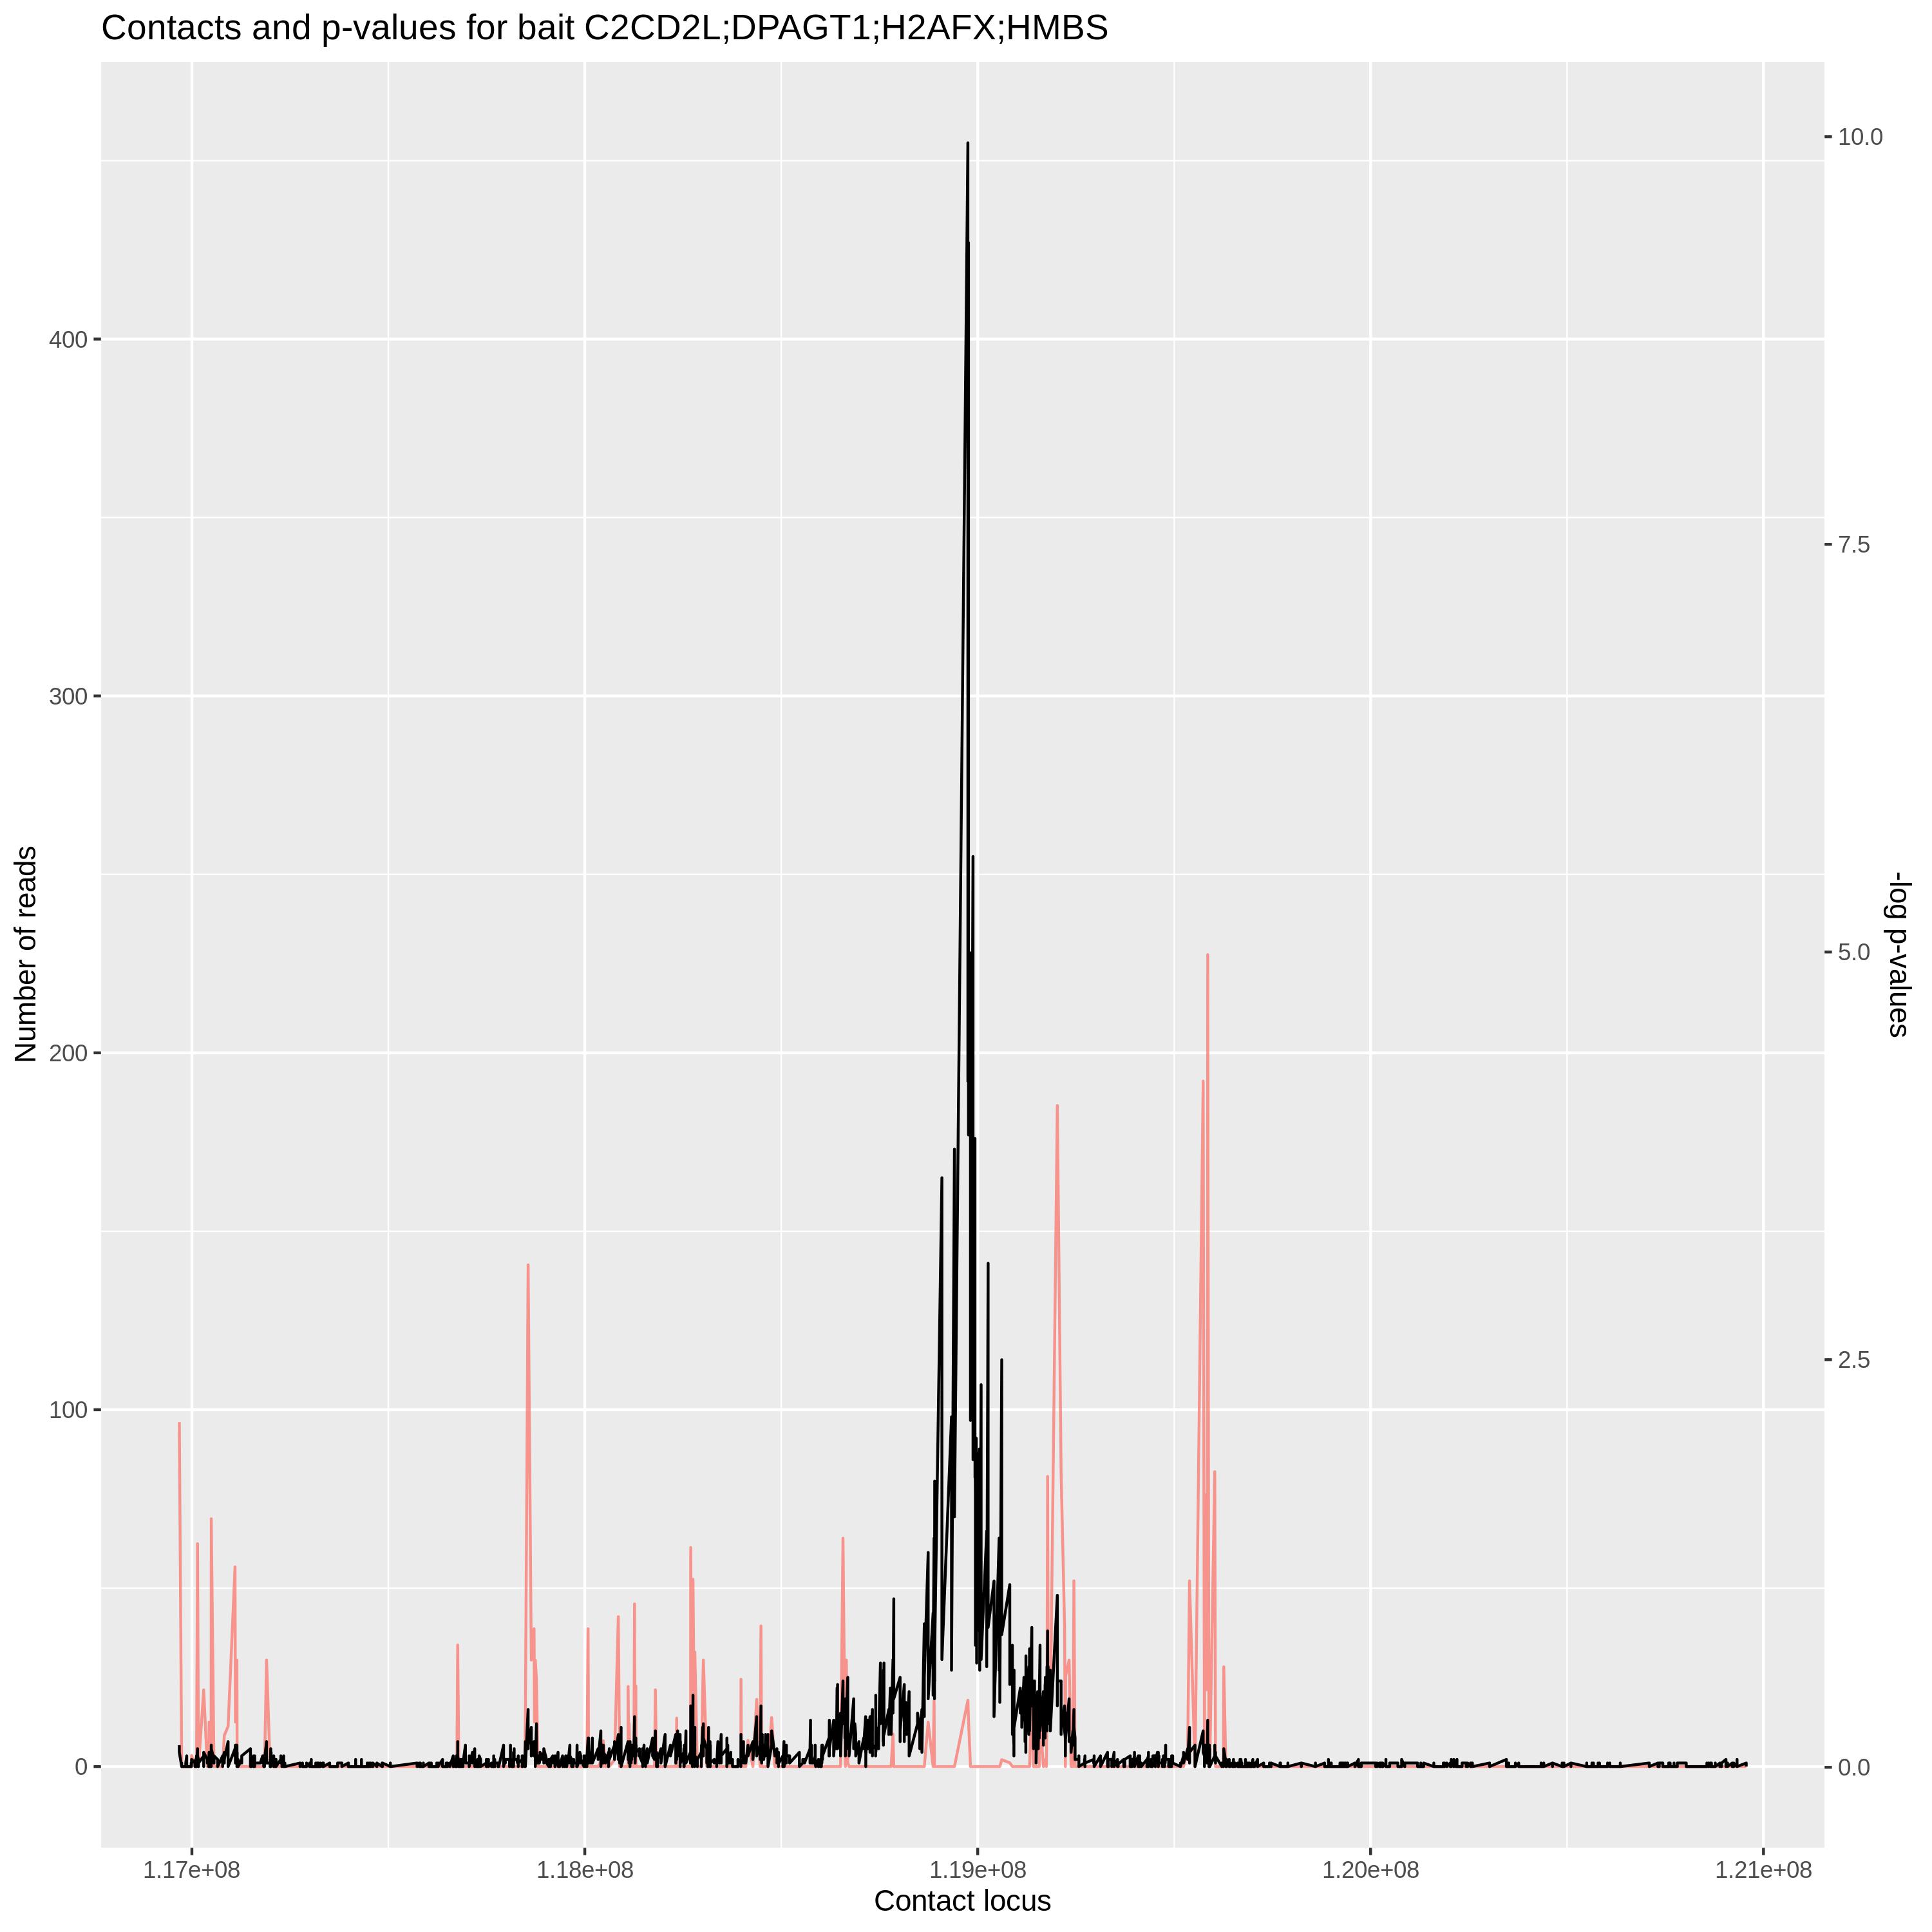 Contacts and p-values for bait C2CD2L;DPAGT1;H2AFX;HMBS
10.0
400
7.5
300
Number of reads
-log p-values
5.0
200
2.5
100
0
0.0
1.17e+08 1.18e+08 1.19e+08 1.20e+08 1.21e+08
Contact locus